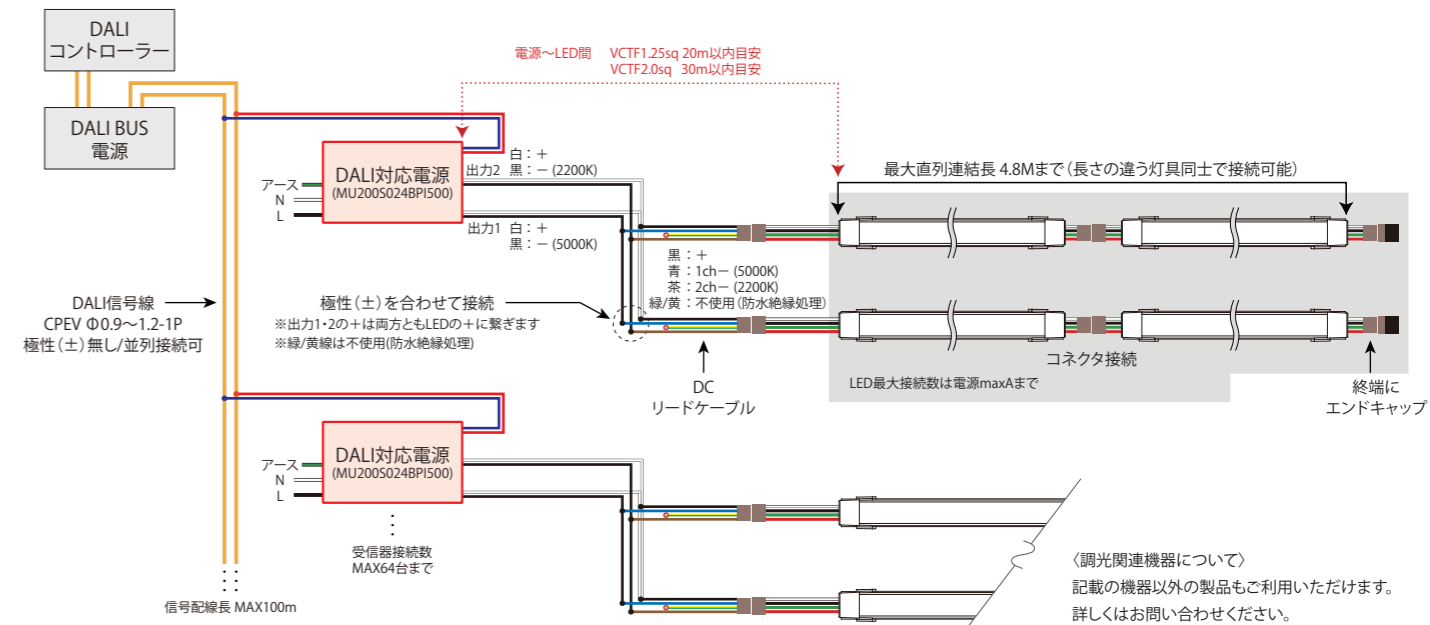 DALI
コントローラー
DALI BUS
電源
電源～LED間 VCTF1.25sq 20m以内目安
VCTF2.0sq 30m以内目安
DALI対応電源
(MU200S024BPI500)
アース
N
L
白：＋
出力2 黒：－ (2200K)
出力1 白：＋
黒：－ (5000K)
最大直列連結長 4.8Mまで（長さの違う灯具同士で接続可能）
黒：＋
青：1ch－ (5000K)
茶：2ch－ (2200K)
緑/黄：不使用（防水絶縁処理）
DALI信号線
CPEV Φ0.9～1.2-1P
極性（±）無し/並列接続可
極性（±）を合わせて接続
※出力1・2の＋は両方ともLEDの＋に繋ぎます
※緑/黄線は不使用(防水絶縁処理)
DC
リードケーブル
コネクタ接続
LED最大接続数は電源maxAまで
終端に
エンドキャップ
DALI対応電源
(MU200S024BPI500)
アース
N
L
受信器接続数
MAX64台まで
信号配線長 MAX100m
〈調光関連機器について〉
記載の機器以外の製品もご利用いただけます。
詳しくはお問い合わせください。